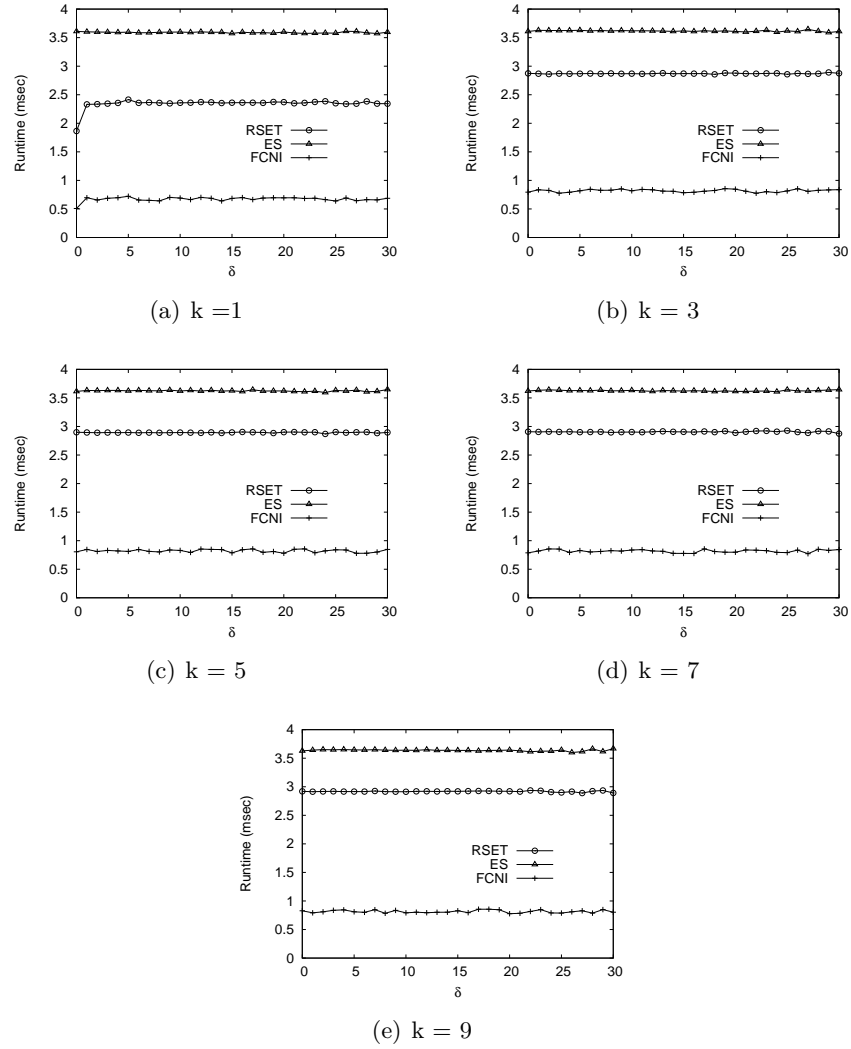 4
3.5
3
2.5
2
1.5
1
0.5
0
Runtime (msec)
RSET
ES
FCNI
0 5 10 15 20 25 30
δ
(a) k =1
4
3.5
3
2.5
2
1.5
1
0.5
0
Runtime (msec)
RSET
ES
FCNI
0 5 10 15 20 25 30
δ
(b) k = 3
4
3.5
3
2.5
2
1.5
1
0.5
0
Runtime (msec)
RSET
ES
FCNI
0 5 10 15 20 25 30
δ
(c) k = 5
4
3.5
3
2.5
2
1.5
1
0.5
0
Runtime (msec)
RSET
ES
FCNI
0 5 10 15 20 25 30
δ
(d) k = 7
4
3.5
3
2.5
2
1.5
1
0.5
0
Runtime (msec)
RSET
ES
FCNI
0 5 10 15 20 25 30
δ
(e) k = 9